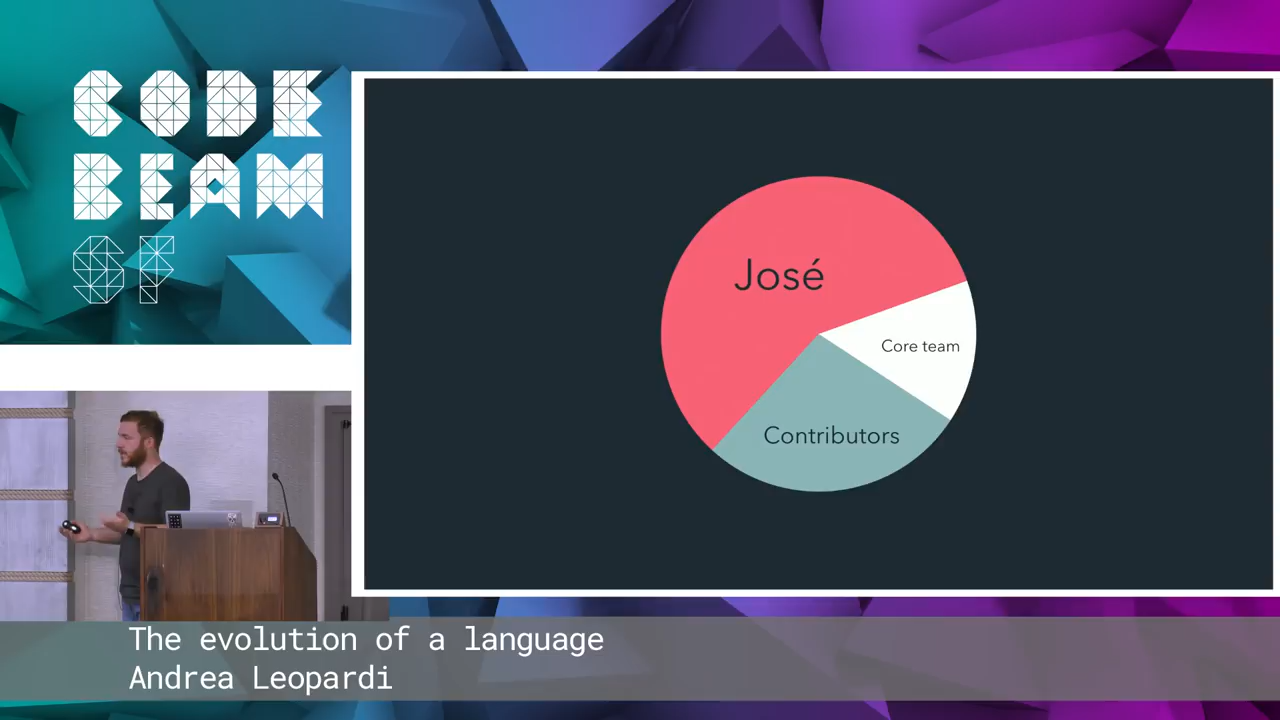 CODE
BEAM
SF
José
Core team
Contributors
The evolution of a language
Andrea Leopardi